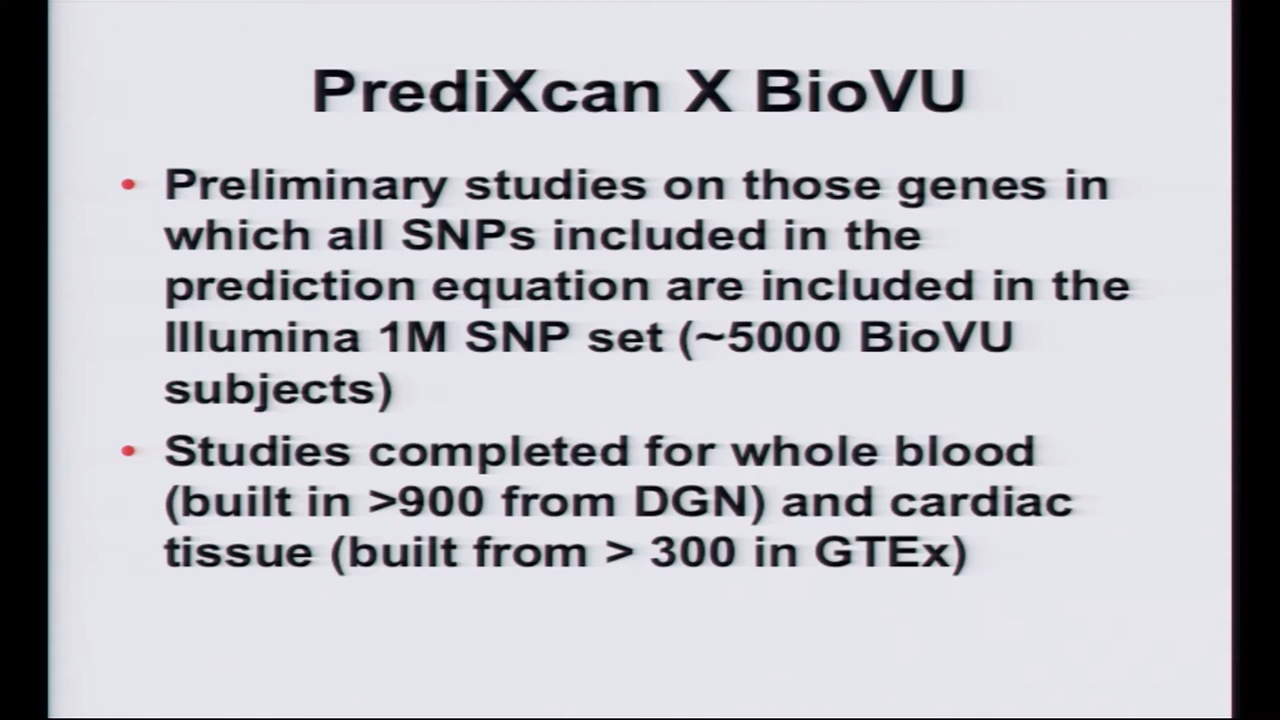 PrediXcan X BioVU
• Preliminary studies on those genes in
which all SNPs included in the
prediction equation are included in the
Illumina 1M SNP set (~5000 BioVU
subjects)
• Studies completed for whole blood
(built in >900 from DGN) and cardiac
tissue (built from > 300 in GTEx)